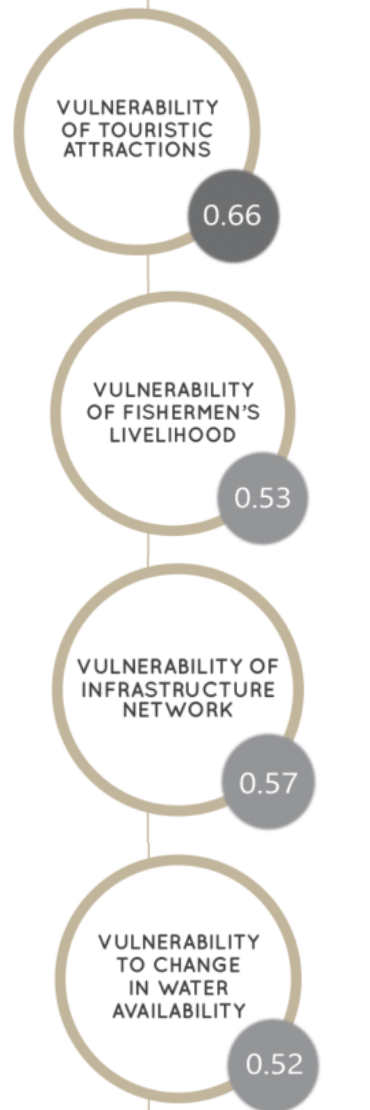 VULNERABILITY
OF TOURISTIC
ATTRACTIONS
0.66
VULNERABILITY
OF FISHERMEN'S
LIVELIHOOD
0.53
VULNERABILITY OF
INFRASTRUCTURE
NETWORK
0.57
VULNERABILITY
TO CHANGE
IN WATER
AVAILABILITY
0.52